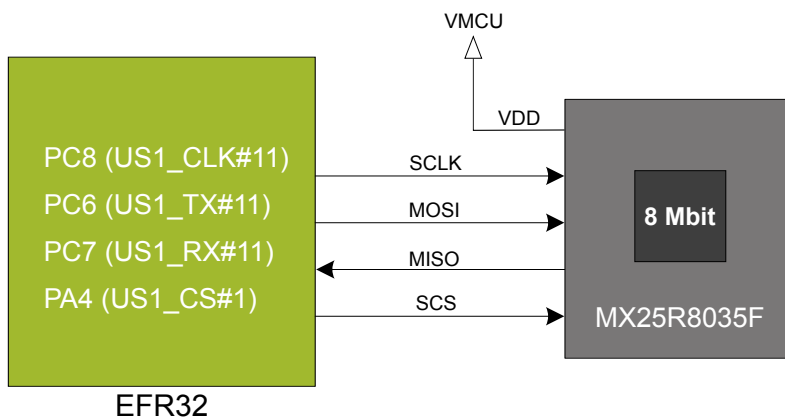 VMCU
VDD
PC8 (US1_CLK#11)
SCLK
PC6 (US1_TX#11)
MOSI
8 Mbit
PC7 (US1_RX#11)
MISO
PA4 (US1_CS#1)
SCS
MX25R8035F
EFR32